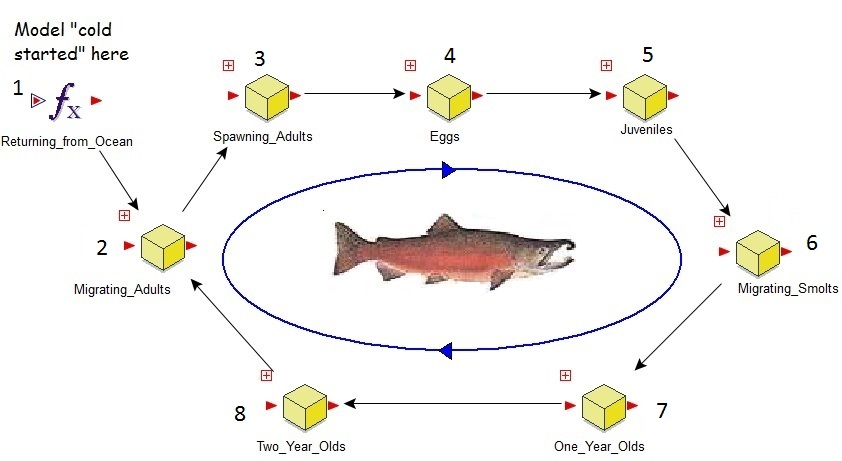 Model "cold
started" here
1
fx
Returning_from_Ocean
2
Migrating_Adults
3
Spawning_Adults
4
Eggs
5
Juveniles
6
Migrating_Smolts
7
One_Year_Olds
8
Two_Year_Olds